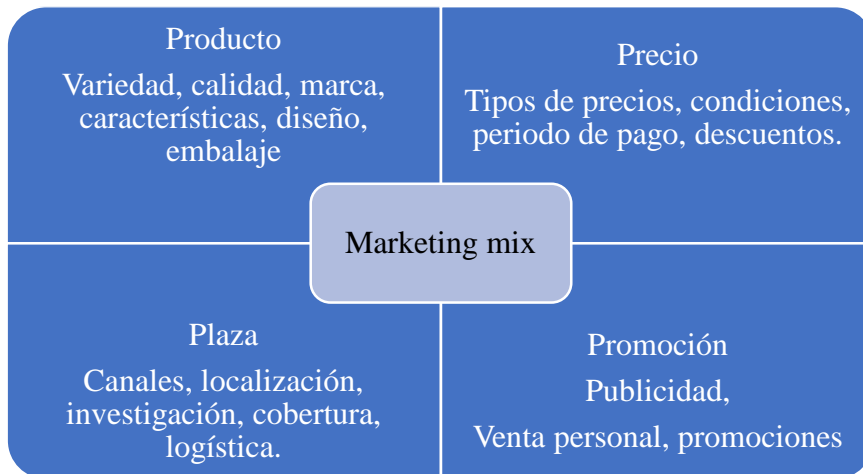 Producto
Variedad, calidad, marca,
características, diseño,
embalaje
Precio
Tipos de precios, condiciones,
periodo de pago, descuentos.
Marketing mix
Plaza
Canales, localización,
investigación, cobertura,
logística.
Promoción
Publicidad,
Venta personal, promociones